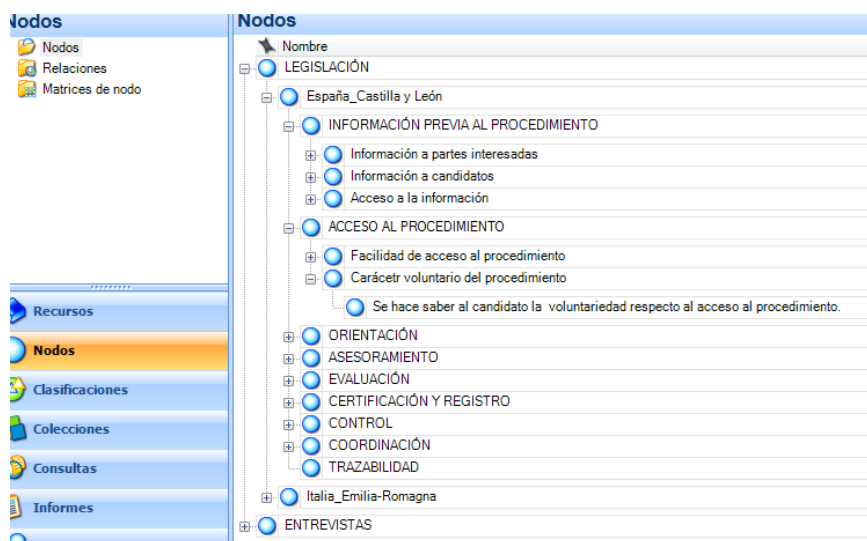 Nodos
Nodos
Relaciones
Matrices de nodo
Recursos
Nodos
Clasificaciones
Colecciones
Consultas
Informes
Nodos
Nombre
LEGISLACIÓN
España_Castilla y León
INFORMACIÓN PREVIA AL PROCEDIMIENTO
Información a partes interesadas
Información a candidatos
Acceso a la información
ACCESO AL PROCEDIMIENTO
Facilidad de acceso al procedimiento
Carácetr voluntario del procedimiento
Se hace saber al candidato la voluntariedad respecto al acceso al procedimiento.
ORIENTACIÓN
ASESORAMIENTO
EVALUACIÓN
CERTIFICACIÓN Y REGISTRO
CONTROL
COORDINACIÓN
TRAZABILIDAD
Italia_Emilia-Romagna
ENTREVISTAS